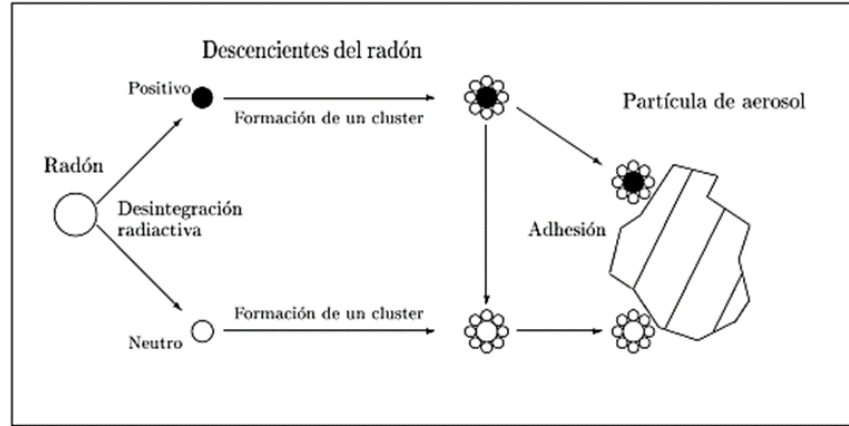 Descencientes del radón
Positivo
Formación de un cluster
Partícula de aerosol
Radón
Desintegración
radiactiva
Adhesión
Formación de un cluster
Neutro